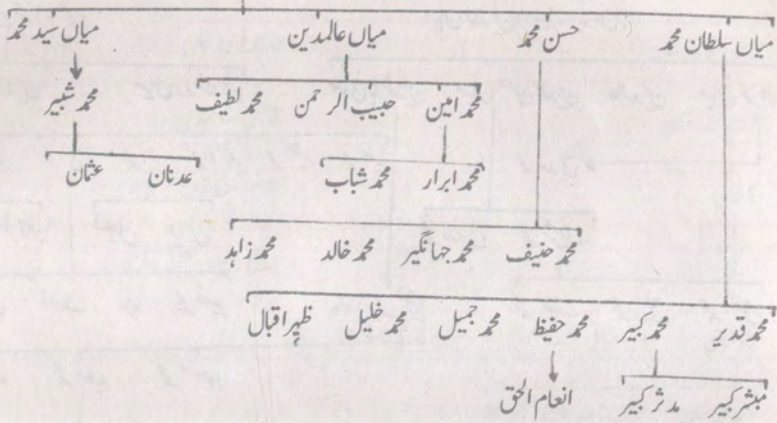 میاں سلطان محمد حسن محمد میاں عالمدین میاں سید محمد
محمد امین حبیب الرحمن محمد لطیف محمد شبیر
محمد ابرار محمد شباب عدنان عثمان
محمد حنیف محمد جہانگیر محمد خالد محمد زاہد
محمد قدیر محمد کبیر محمد حفیظ محمد جمیل محمد خلیل ظہیر اقبال
مبشر کبیر مدثر کبیر انعام الحق